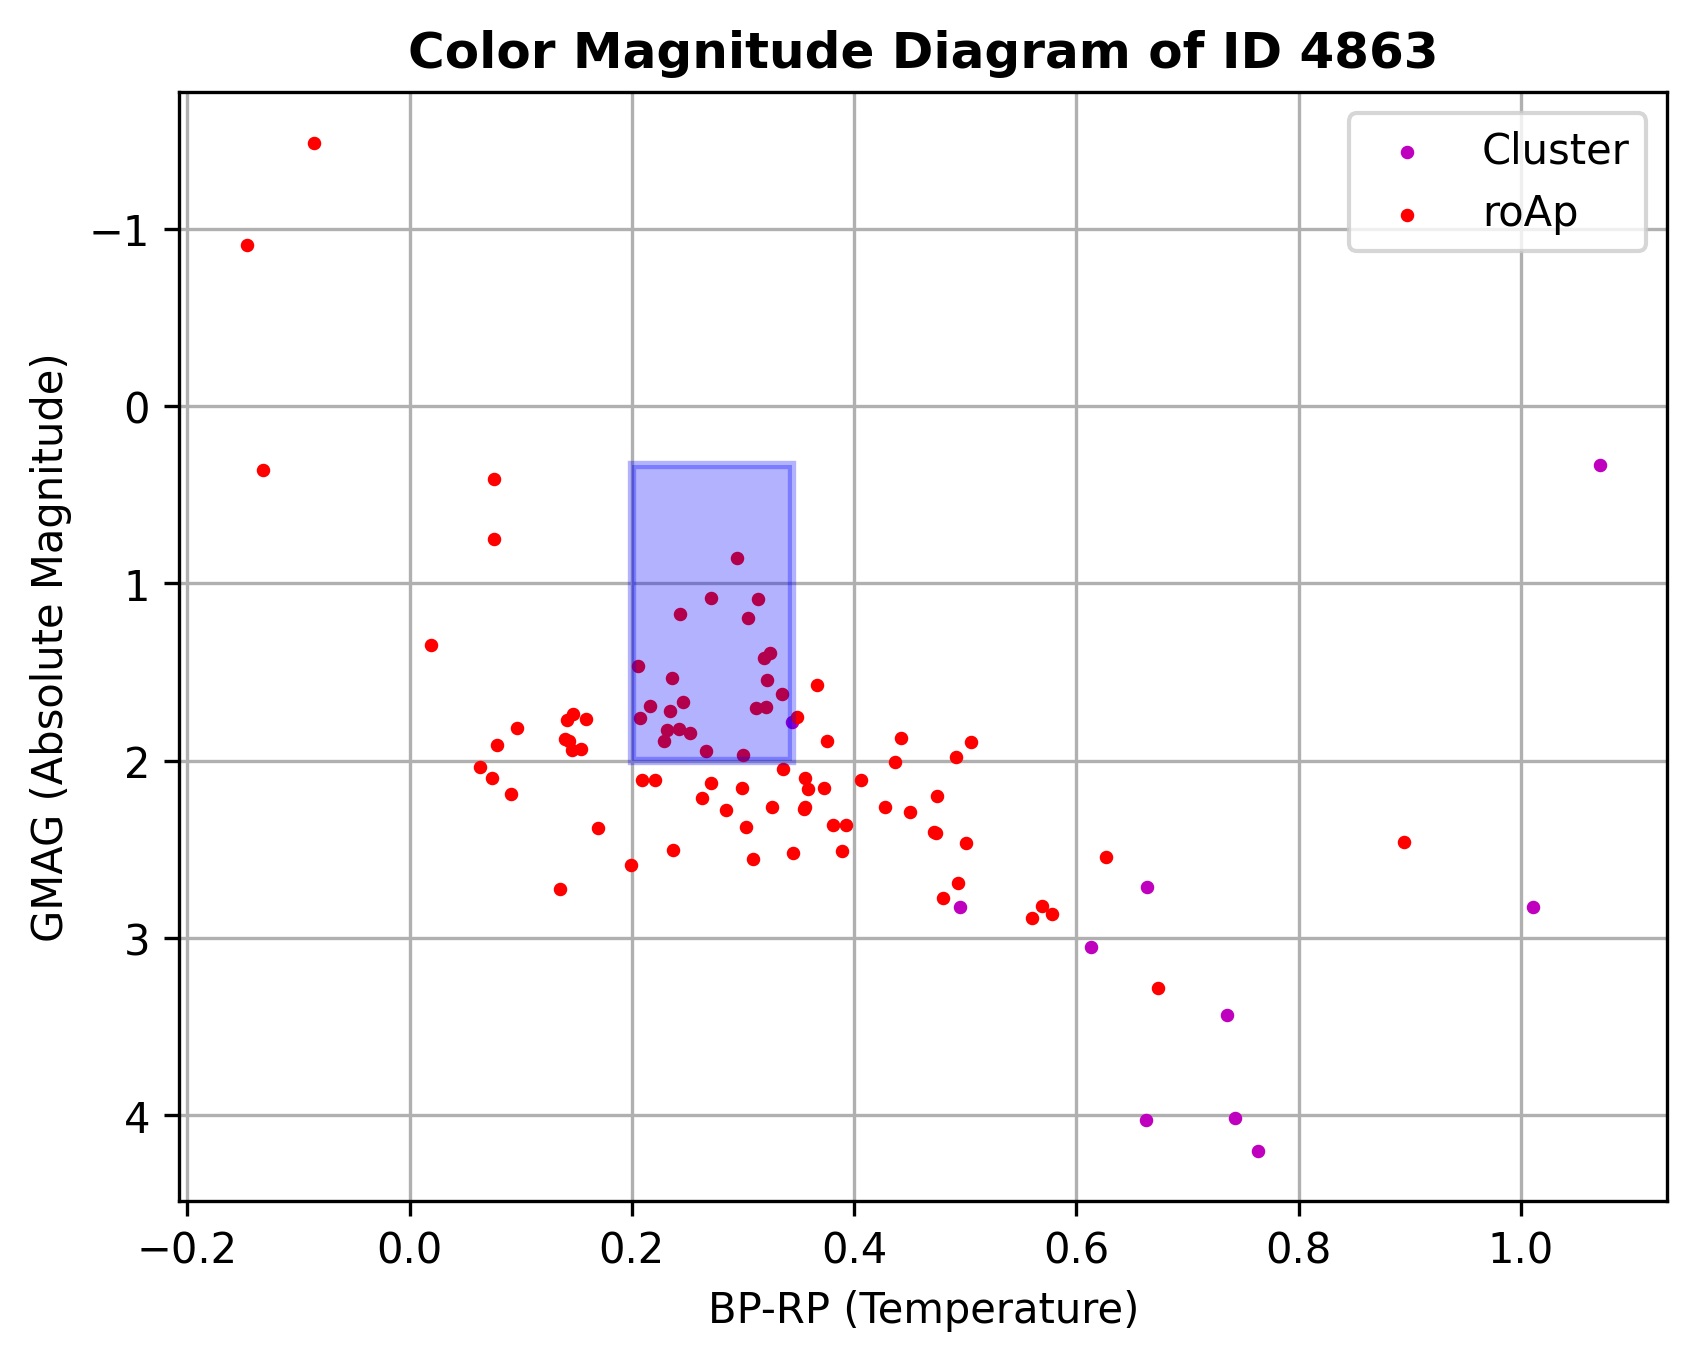 Color Magnitude Diagram of ID 4863
Cluster
roAp
GMAG (Absolute Magnitude)
−1
0
1
2
3
4
−0.2 0.0 0.2 0.4 0.6 0.8 1.0
BP-RP (Temperature)